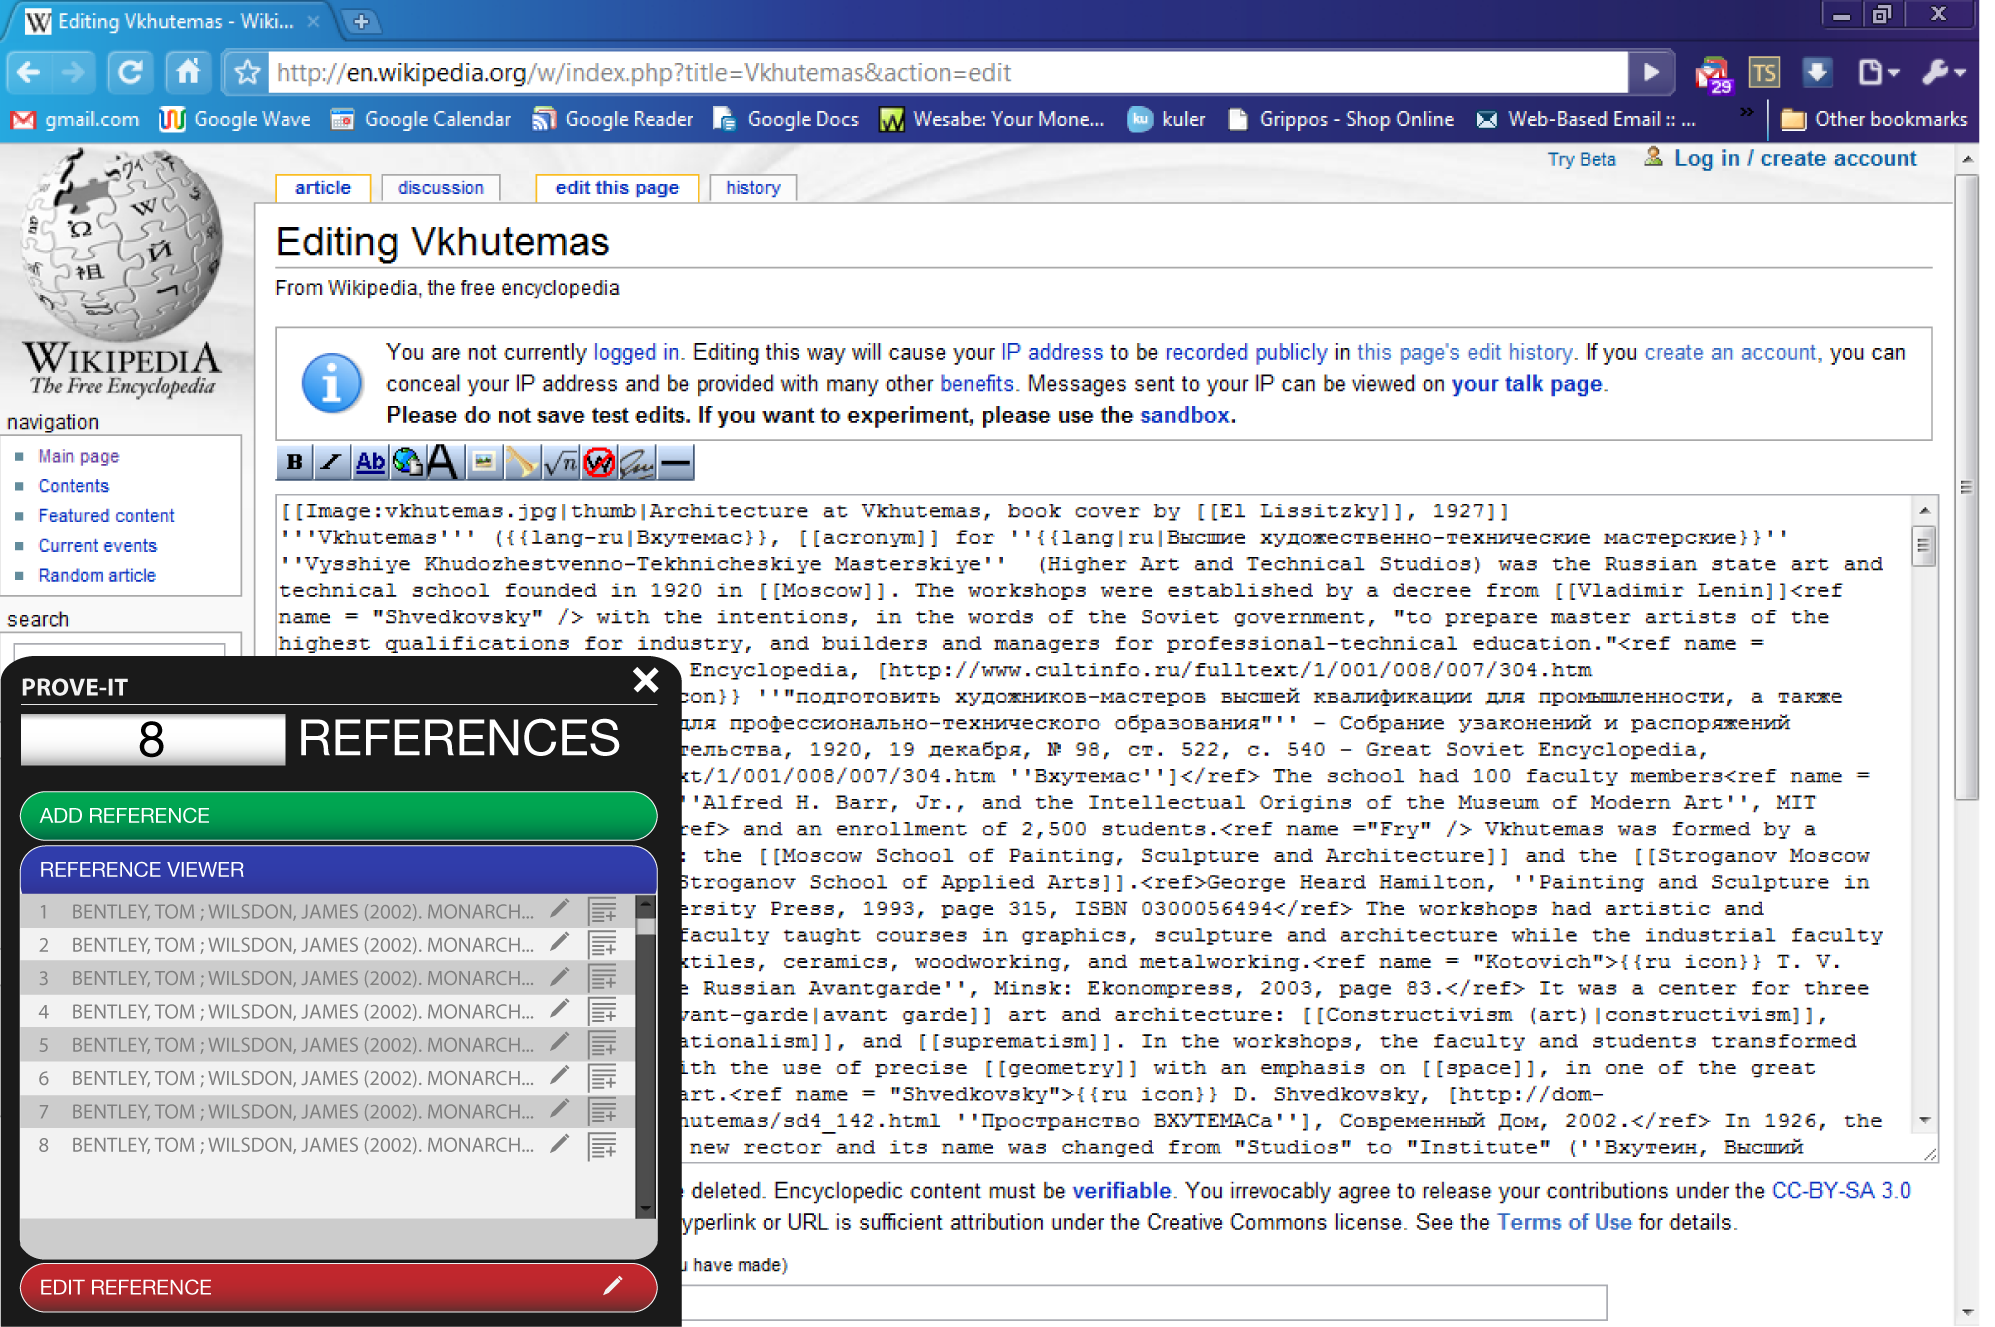 Editing Vkhutemas - Wiki...
http://en.wikipedia.org/w/index.php?title=Vkhutemas&action=edit
TS
29
gmail.com Google Wave Google Calendar Google Reader Google Docs Wesabe: Your Mone... ku kuler Grippos - Shop Online Web-Based Email :: ... » Other bookmarks
Try Beta Log in / create account
article discussion edit this page history
Editing Vkhutemas
From Wikipedia, the free encyclopedia
WIKIPEDIA
The Free Encyclopedia
navigation
Main page
Contents
Featured content
Current events
Random article
search
You are not currently logged in. Editing this way will cause your IP address to be recorded publicly in this page's edit history. If you create an account, you can
conceal your IP address and be provided with many other benefits. Messages sent to your IP can be viewed on your talk page.
Please do not save test edits. If you want to experiment, please use the sandbox.
B I Ab A √n W
[[Image:vkhutemas.jpg|thumb|Architecture at Vkhutemas, book cover by [[El Lissitzky]], 1927]]
'''Vkhutemas''' ({{lang-ru|Вхутемас}}, [[acronym]] for ''{{lang|ru|Высшие художественно-технические мастерские}}''
''Vysshiye Khudozhestvenno-Tekhnicheskiye Masterskiye'' (Higher Art and Technical Studios) was the Russian state art and
technical school founded in 1920 in [[Moscow]]. The workshops were established by a decree from [[Vladimir Lenin]]<ref
name = "Shvedkovsky" /> with the intentions, in the words of the Soviet government, "to prepare master artists of the
highest qualifications for industry, and builders and managers for professional-technical education."<ref name =
Encyclopedia, [http://www.cultinfo.ru/fulltext/1/001/008/007/304.htm
con}} ''"подготовить художников-мастеров высшей квалификации для промышленности, а также
для профессионально-технического образования"'' – Собрание узаконений и распоряжений
тельства, 1920, 19 декабря, № 98, ст. 522, с. 540 – Great Soviet Encyclopedia,
xt/1/001/008/007/304.htm ''Вхутемас'']</ref> The school had 100 faculty members<ref name =
''Alfred H. Barr, Jr., and the Intellectual Origins of the Museum of Modern Art'', MIT
ref> and an enrollment of 2,500 students.<ref name ="Fry" /> Vkhutemas was formed by a
: the [[Moscow School of Painting, Sculpture and Architecture]] and the [[Stroganov Moscow
Stroganov School of Applied Arts]].<ref>George Heard Hamilton, ''Painting and Sculpture in
ersity Press, 1993, page 315, ISBN 0300056494</ref> The workshops had artistic and
faculty taught courses in graphics, sculpture and architecture while the industrial faculty
xtiles, ceramics, woodworking, and metalworking.<ref name = "Kotovich">{{ru icon}} T. V.
e Russian Avantgarde'', Minsk: Ekonompress, 2003, page 83.</ref> It was a center for three
vant-garde|avant garde]] art and architecture: [[Constructivism (art)|constructivism]],
ationalism]], and [[suprematism]]. In the workshops, the faculty and students transformed
ith the use of precise [[geometry]] with an emphasis on [[space]], in one of the great
art.<ref name = "Shvedkovsky">{{ru icon}} D. Shvedkovsky, [http://dom-
hutemas/sd4_142.html ''Пространство ВХУТЕМАСа''], Современный Дом, 2002.</ref> In 1926, the
new rector and its name was changed from "Studios" to "Institute" (''Вхутеин, Высший
deleted. Encyclopedic content must be verifiable. You irrevocably agree to release your contributions under the CC-BY-SA 3.0
yperlink or URL is sufficient attribution under the Creative Commons license. See the Terms of Use for details.
u have made)
PROVE-IT
8 REFERENCES
ADD REFERENCE
REFERENCE VIEWER
1 BENTLEY, TOM ; WILSDON, JAMES (2002). MONARCH...
2 BENTLEY, TOM ; WILSDON, JAMES (2002). MONARCH...
3 BENTLEY, TOM ; WILSDON, JAMES (2002). MONARCH...
4 BENTLEY, TOM ; WILSDON, JAMES (2002). MONARCH...
5 BENTLEY, TOM ; WILSDON, JAMES (2002). MONARCH...
6 BENTLEY, TOM ; WILSDON, JAMES (2002). MONARCH...
7 BENTLEY, TOM ; WILSDON, JAMES (2002). MONARCH...
8 BENTLEY, TOM ; WILSDON, JAMES (2002). MONARCH...
EDIT REFERENCE